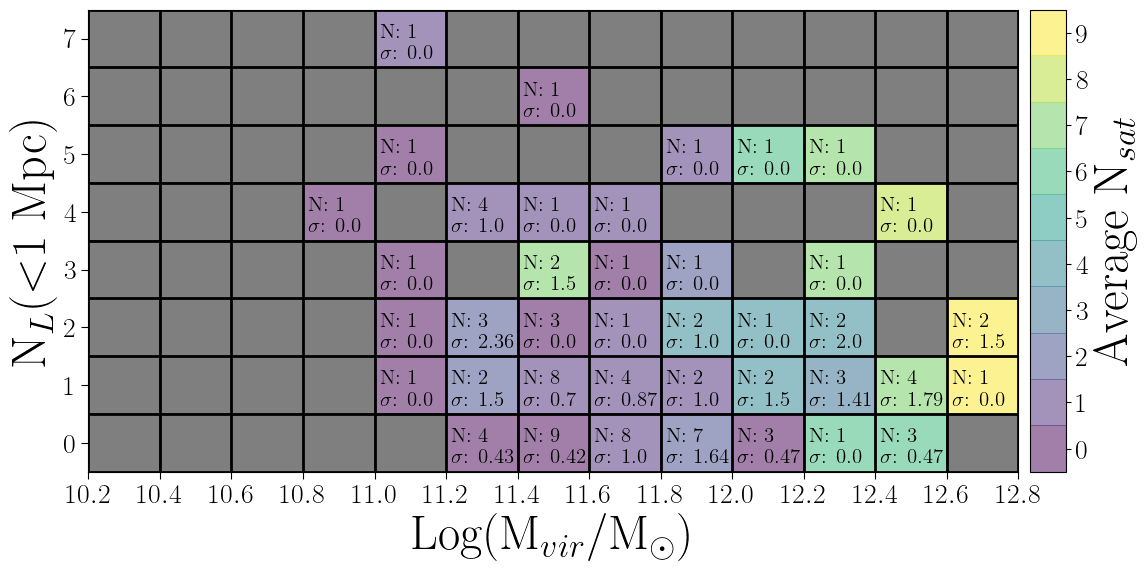 7 N: 1 9
σ: 0.0
6 N: 1 8
σ: 0.0
5 N: 1 N: 1 N: 1 N: 1 7
σ: 0.0 σ: 0.0 σ: 0.0 σ: 0.0
4 N: 1 N: 4 N: 1 N: 1 N: 1 6
σ: 0.0 σ: 1.0 σ: 0.0 σ: 0.0 σ: 0.0
3 N: 1 N: 2 N: 1 N: 1 N: 1 5
σ: 0.0 σ: 1.5 σ: 0.0 σ: 0.0 σ: 0.0 4
2 N: 1 N: 3 N: 3 N: 1 N: 2 N: 1 N: 2 N: 2 3
σ: 0.0 σ: 2.36 σ: 0.0 σ: 0.0 σ: 1.0 σ: 0.0 σ: 2.0 σ: 1.5 2
1 N: 1 N: 2 N: 8 N: 4 N: 2 N: 2 N: 3 N: 4 N: 1 1
σ: 0.0 σ: 1.5 σ: 0.7 σ: 0.87 σ: 1.0 σ: 1.5 σ: 1.41 σ: 1.79 σ: 0.0
0 N: 4 N: 9 N: 8 N: 7 N: 3 N: 1 N: 3 0
σ: 0.43 σ: 0.42 σ: 1.0 σ: 1.64 σ: 0.47 σ: 0.0 σ: 0.47
10.2 10.4 10.6 10.8 11.0 11.2 11.4 11.6 11.8 12.0 12.2 12.4 12.6 12.8
Log(M_vir/M_☉)
N_L(<1 Mpc)
Average N_sat